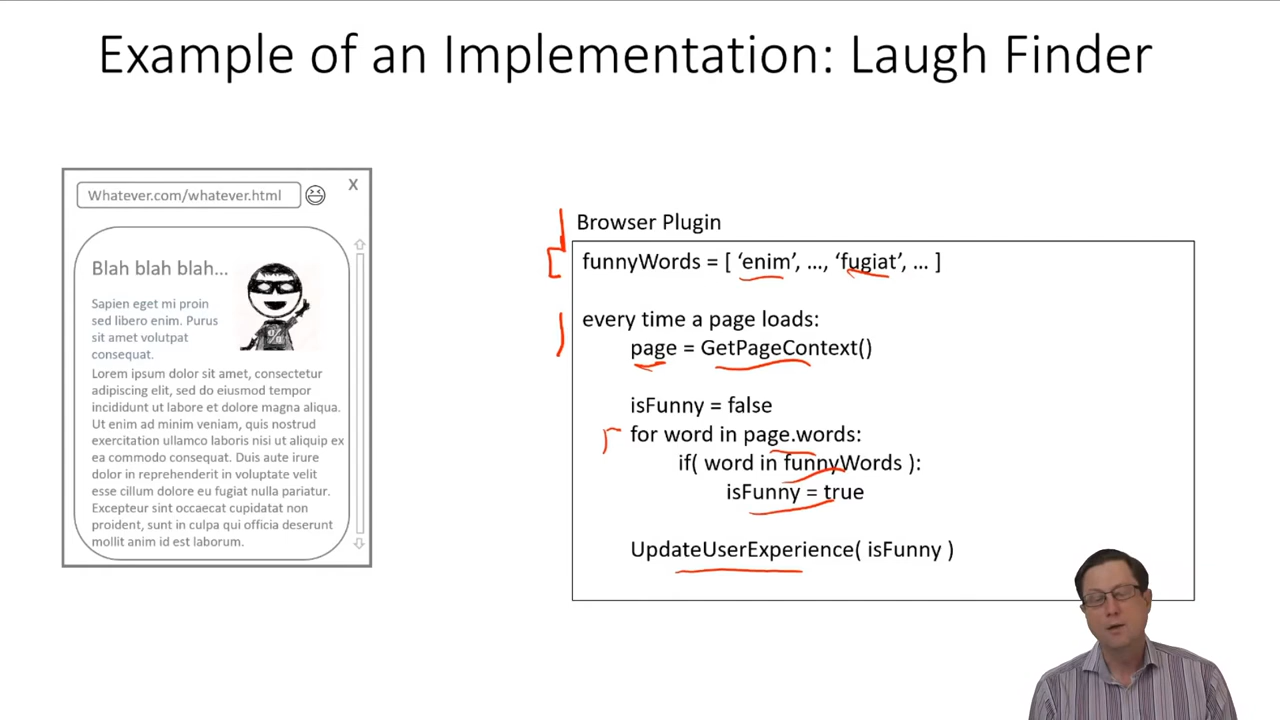 Example of an Implementation: Laugh Finder
Whatever.com/whatever.html
X
Blah blah blah...
Sapien eget mi proin
sed libero enim. Purus
sit amet volutpat
consequat.
Lorem ipsum dolor sit amet, consectetur
adipiscing elit, sed do eiusmod tempor
incididunt ut labore et dolore magna aliqua.
Ut enim ad minim veniam, quis nostrud
exercitation ullamco laboris nisi ut aliquip ex
ea commodo consequat. Duis aute irure
dolor in reprehenderit in voluptate velit
esse cillum dolore eu fugiat nulla pariatur.
Excepteur sint occaecat cupidatat non
proident, sunt in culpa qui officia deserunt
mollit anim id est laborum.
Browser Plugin
funnyWords = [ ‘enim’, ..., ‘fugiat’, ... ]
every time a page loads:
page = GetPageContext()
isFunny = false
for word in page.words:
if( word in funnyWords ):
isFunny = true
UpdateUserExperience( isFunny )